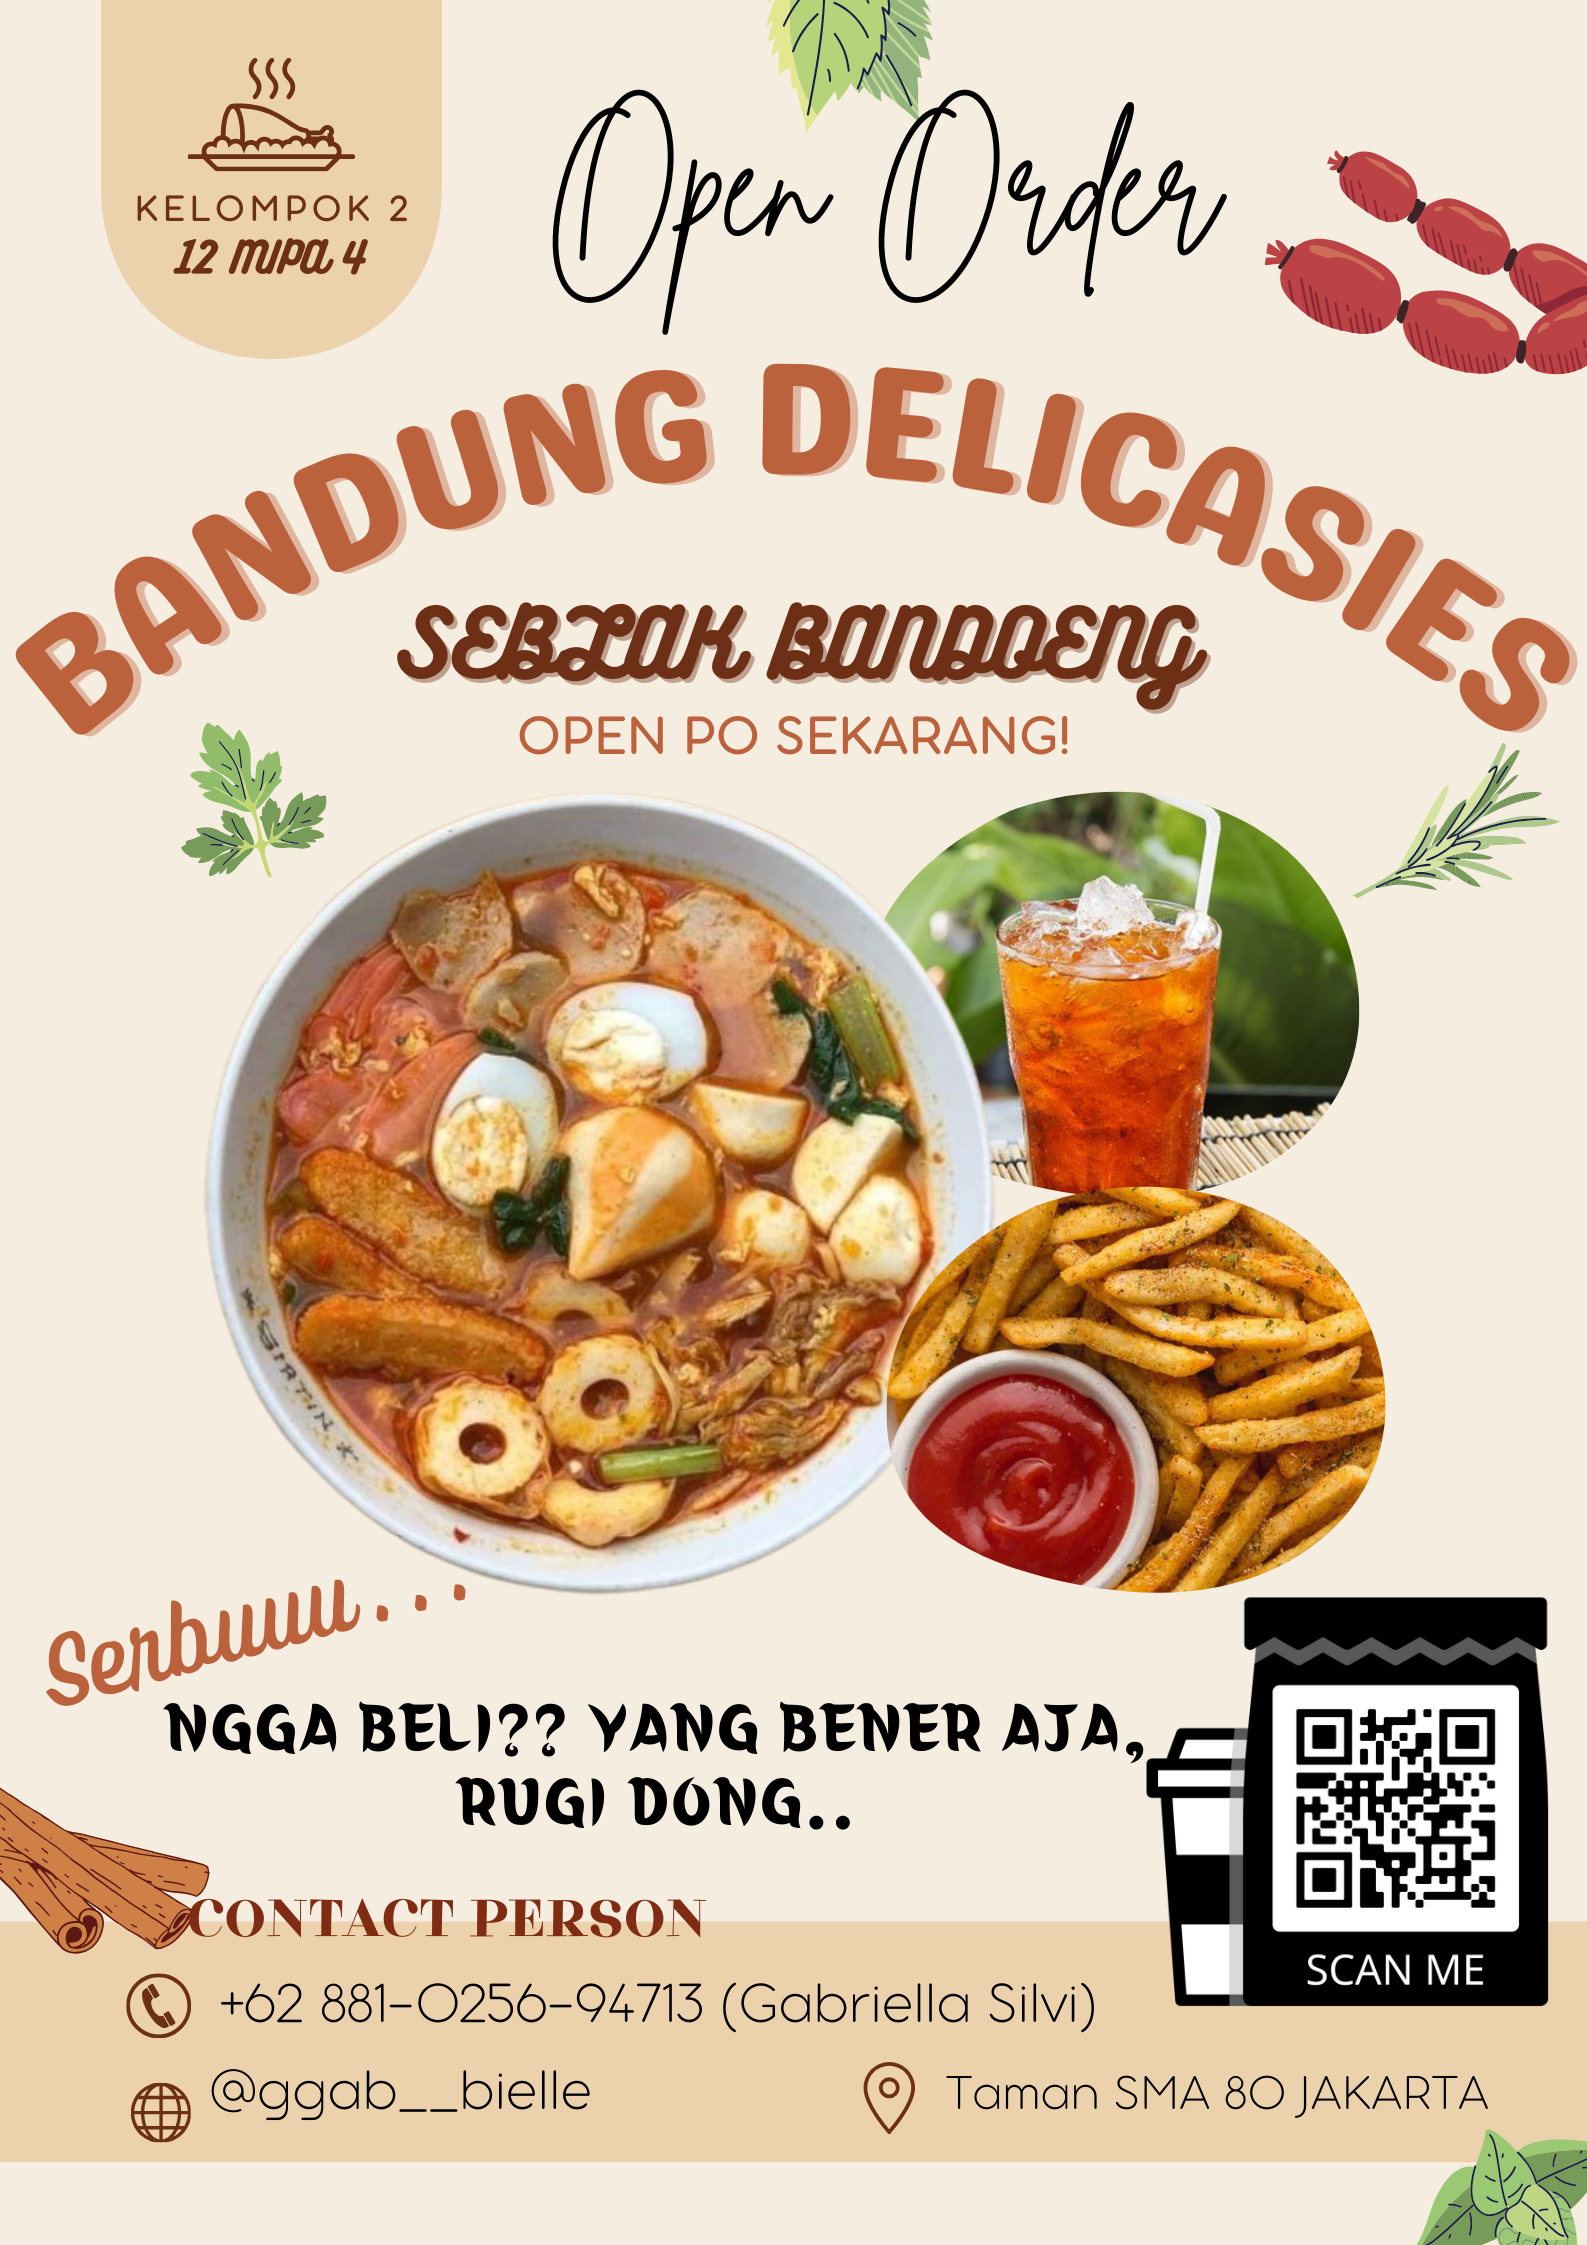 KELOMPOK 2
12 MIPA 4
Open Order
BANDUNG DELICASIES
SEBLAK BANDOENG
OPEN PO SEKARANG!
Serbuuu...
NGGA BELI?? YANG BENER AJA,
RUGI DONG..
SCAN ME
CONTACT PERSON
+62 881-0256-94713 (Gabriella Silvi)
@ggab__bielle
Taman SMA 80 JAKARTA